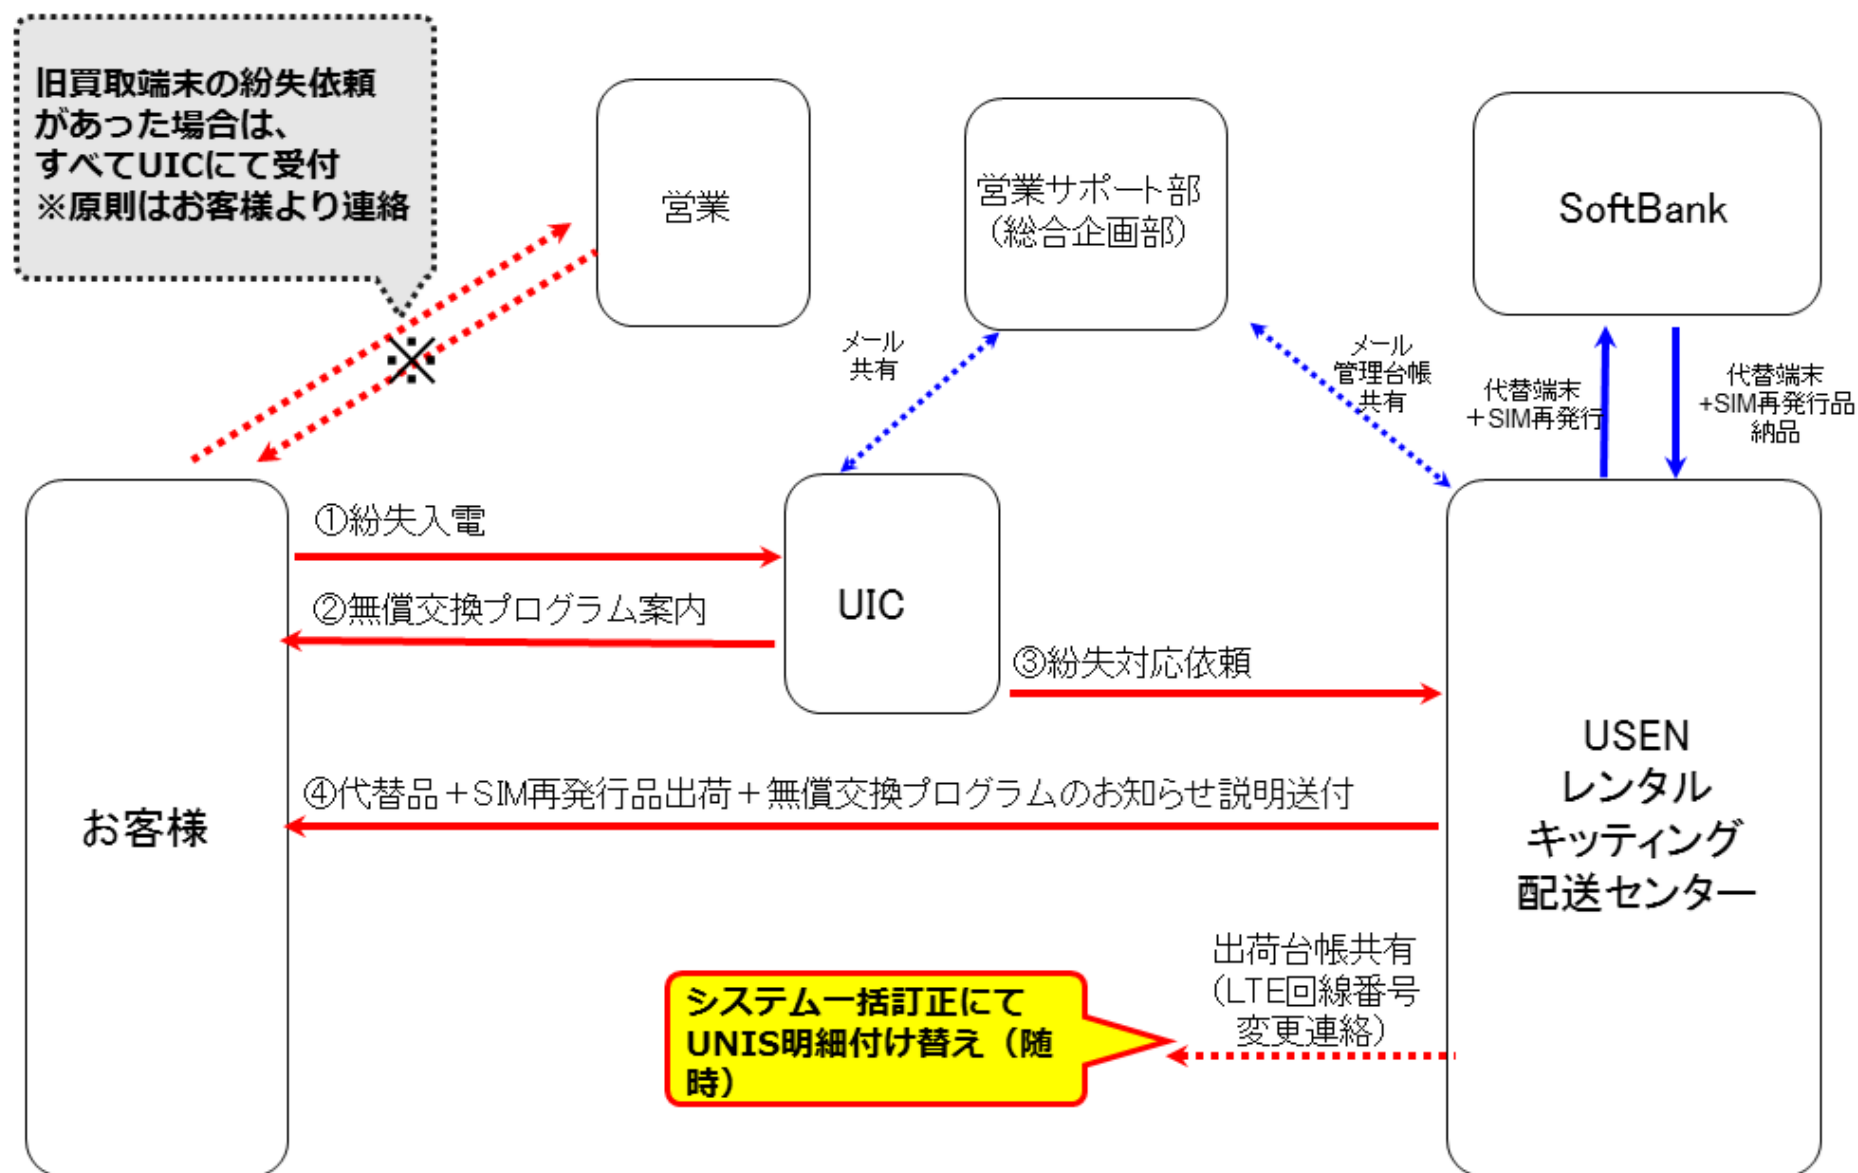 旧買取端末の紛失依頼
があった場合は、
すべてUICにて受付
※原則はお客様より連絡
営業
営業サポート部
（総合企画部）
SoftBank
※
メール
共有
メール
管理台帳
共有
代替端末
＋SIM再発行
代替端末
+SIM再発行品
納品
①紛失入電
②無償交換プログラム案内
UIC
③紛失対応依頼
④代替品＋SIM再発行品出荷＋無償交換プログラムのお知らせ説明送付
お客様
USEN
レンタル
キッティング
配送センター
出荷台帳共有
（LTE回線番号
変更連絡）
システム一括訂正にて
UNIS明細付け替え（随
時）